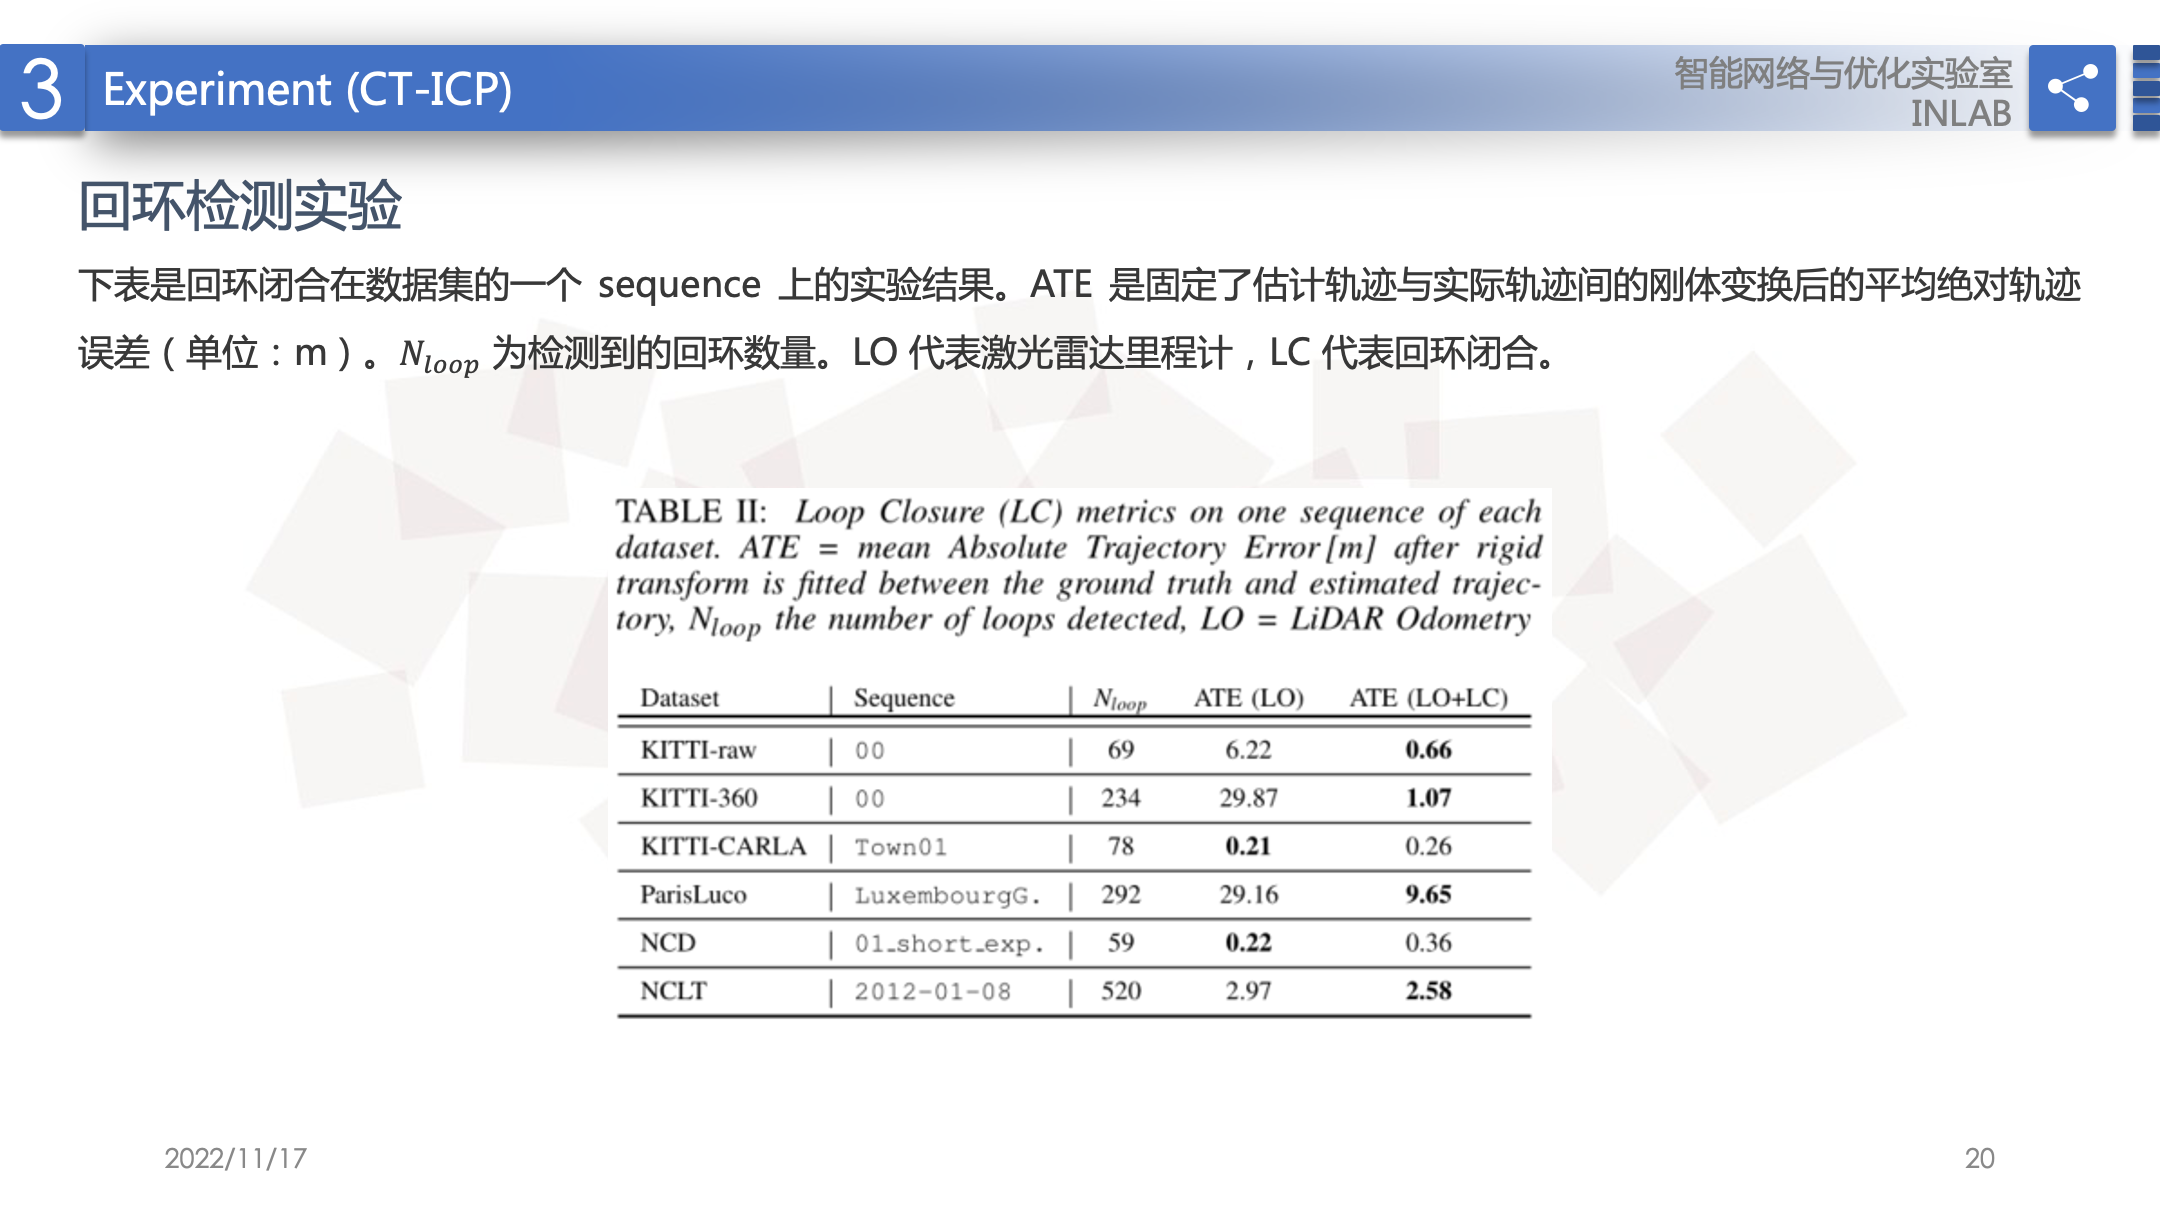 3
Experiment (CT-ICP)
智能网络与优化实验室
INLAB
回环检测实验
下表是回环闭合在数据集的一个 sequence 上的实验结果。ATE 是固定了估计轨迹与实际轨迹间的刚体变换后的平均绝对轨迹
误差（单位：m）。N_loop 为检测到的回环数量。LO 代表激光雷达里程计，LC 代表回环闭合。
TABLE II: Loop Closure (LC) metrics on one sequence of each
dataset. ATE = mean Absolute Trajectory Error[m] after rigid
transform is fitted between the ground truth and estimated trajec-
tory, N_loop the number of loops detected, LO = LiDAR Odometry
Dataset | Sequence | N_loop ATE (LO) ATE (LO+LC)
KITTI-raw | 00 | 69 6.22 0.66
KITTI-360 | 00 | 234 29.87 1.07
KITTI-CARLA | Town01 | 78 0.21 0.26
ParisLuco | LuxembourgG. | 292 29.16 9.65
NCD | 01_short_exp. | 59 0.22 0.36
NCLT | 2012-01-08 | 520 2.97 2.58
2022/11/17
20